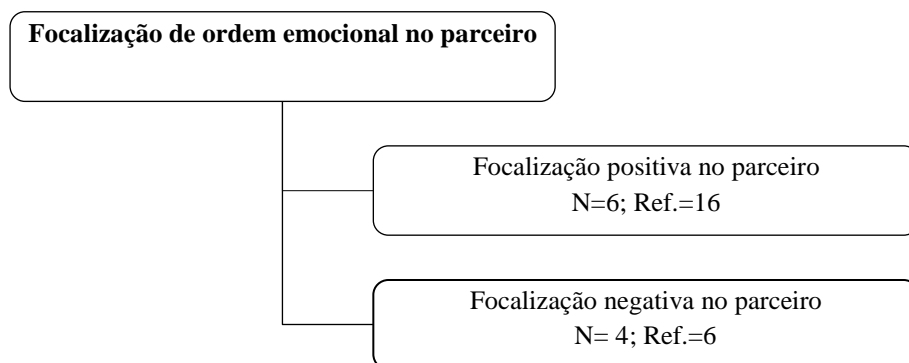 Focalização de ordem emocional no parceiro
Focalização positiva no parceiro
N=6; Ref.=16
Focalização negativa no parceiro
N= 4; Ref.=6